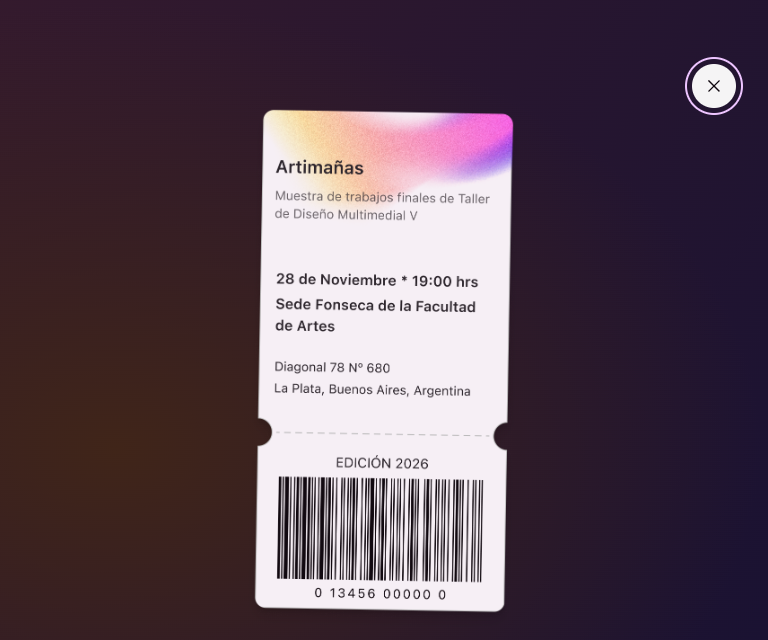 Artimañas
Muestra de trabajos finales de Taller
de Diseño Multimedial V
28 de Noviembre * 19:00 hrs
Sede Fonseca de la Facultad
de Artes
Diagonal 78 Nº 680
La Plata, Buenos Aires, Argentina
EDICIÓN 2026
0 13456 00000 0